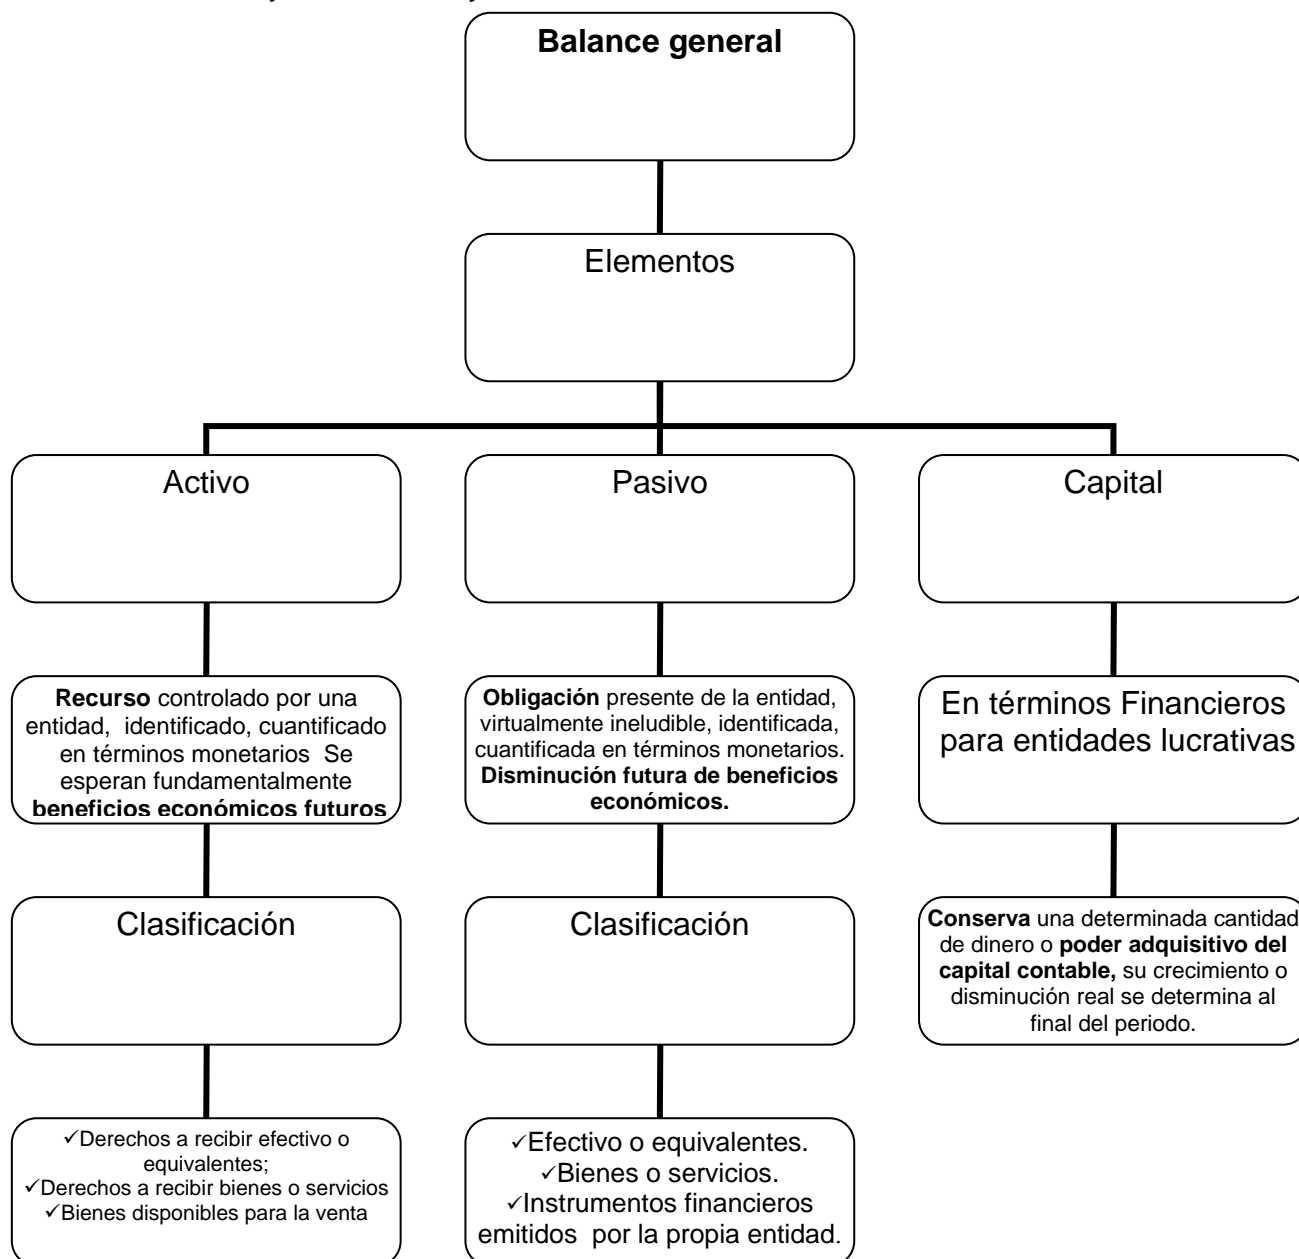 Balance general
Elementos
Activo
Pasivo
Capital
Recurso controlado por una
entidad, identificado, cuantificado
en términos monetarios Se
esperan fundamentalmente
beneficios económicos futuros
Obligación presente de la entidad,
virtualmente ineludible, identificada,
cuantificada en términos monetarios.
Disminución futura de beneficios
económicos.
En términos Financieros
para entidades lucrativas
Clasificación
Clasificación
Conserva una determinada cantidad
de dinero o poder adquisitivo del
capital contable, su crecimiento o
disminución real se determina al
final del periodo.
✓Derechos a recibir efectivo o
equivalentes;
✓Derechos a recibir bienes o servicios
✓Bienes disponibles para la venta
✓Efectivo o equivalentes.
✓Bienes o servicios.
✓Instrumentos financieros
emitidos por la propia entidad.